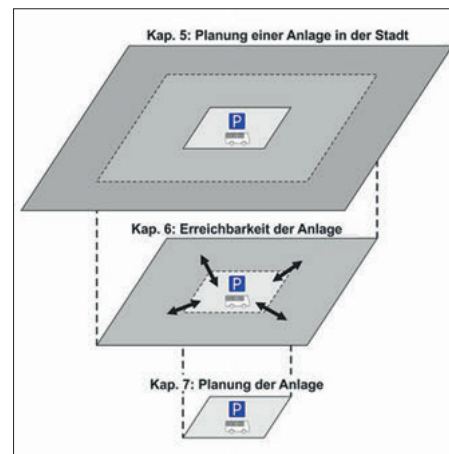 Kap. 5: Planung einer Anlage in der Stadt
P
Kap. 6: Erreichbarkeit der Anlage
P
Kap. 7: Planung der Anlage
P